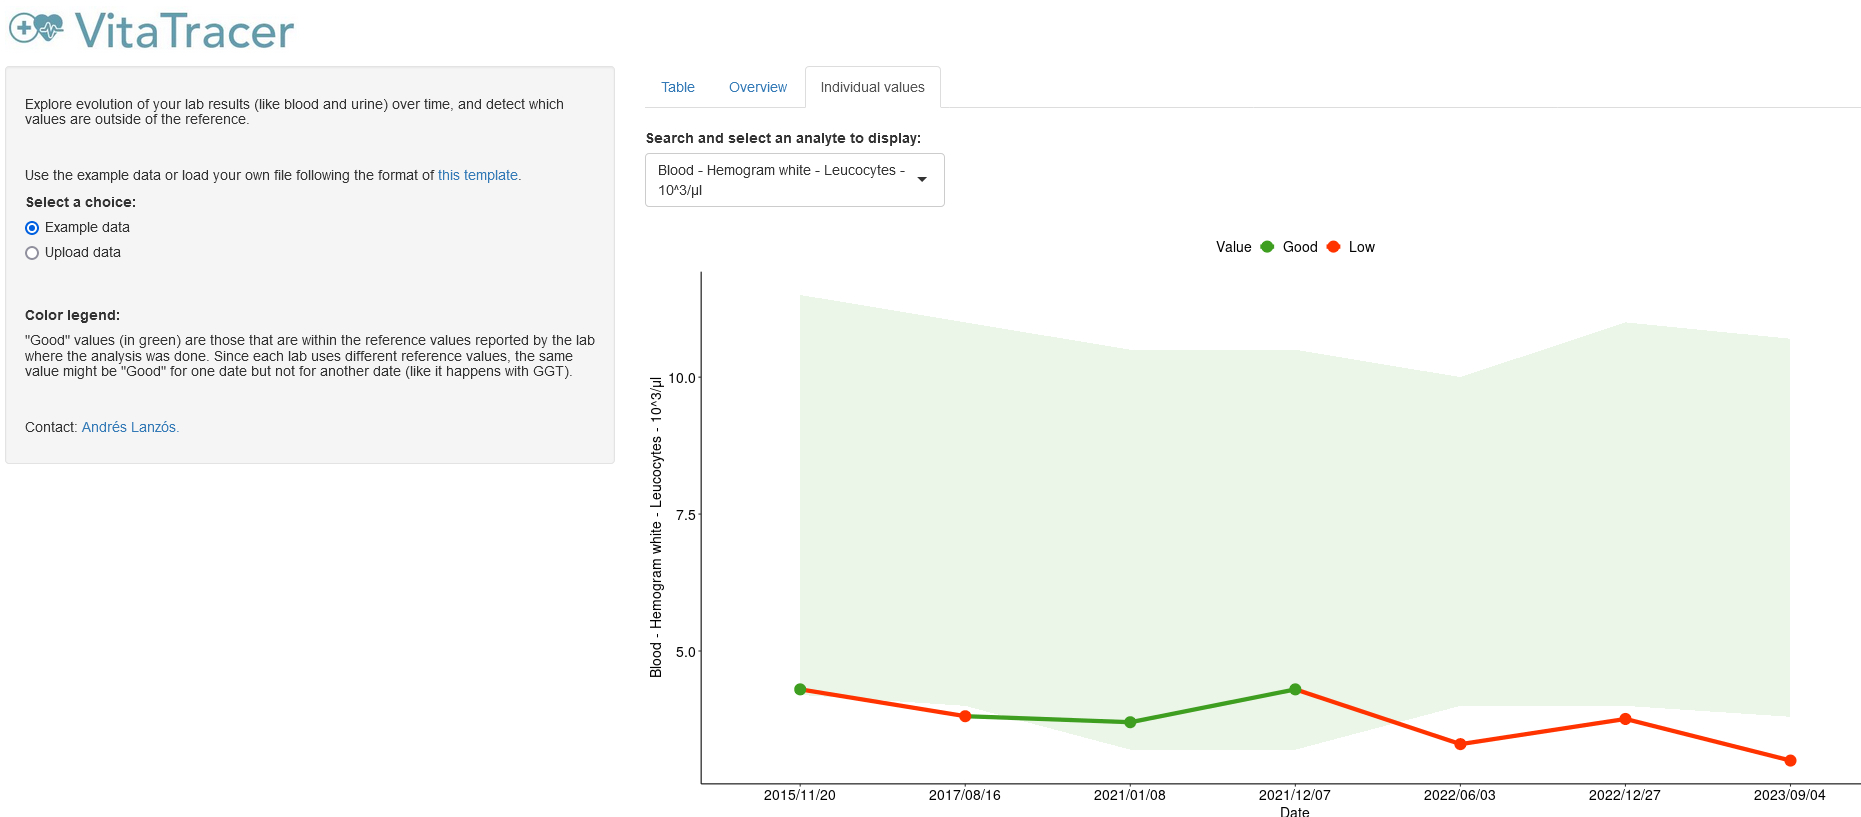 VitaTracer
Explore evolution of your lab results (like blood and urine) over time, and detect which
values are outside of the reference.
Use the example data or load your own file following the format of this template.
Select a choice:
Example data
Upload data
Color legend:
"Good" values (in green) are those that are within the reference values reported by the lab
where the analysis was done. Since each lab uses different reference values, the same
value might be "Good" for one date but not for another date (like it happens with GGT).
Contact: Andrés Lanzós.
Table
Overview
Individual values
Search and select an analyte to display:
Blood - Hemogram white - Leucocytes -
10^3/µl
Value Good Low
Blood - Hemogram white - Leucocytes - 10^3/µl
10.0
7.5
5.0
2015/11/20
2017/08/16
2021/01/08
2021/12/07
2022/06/03
2022/12/27
2023/09/04
Date